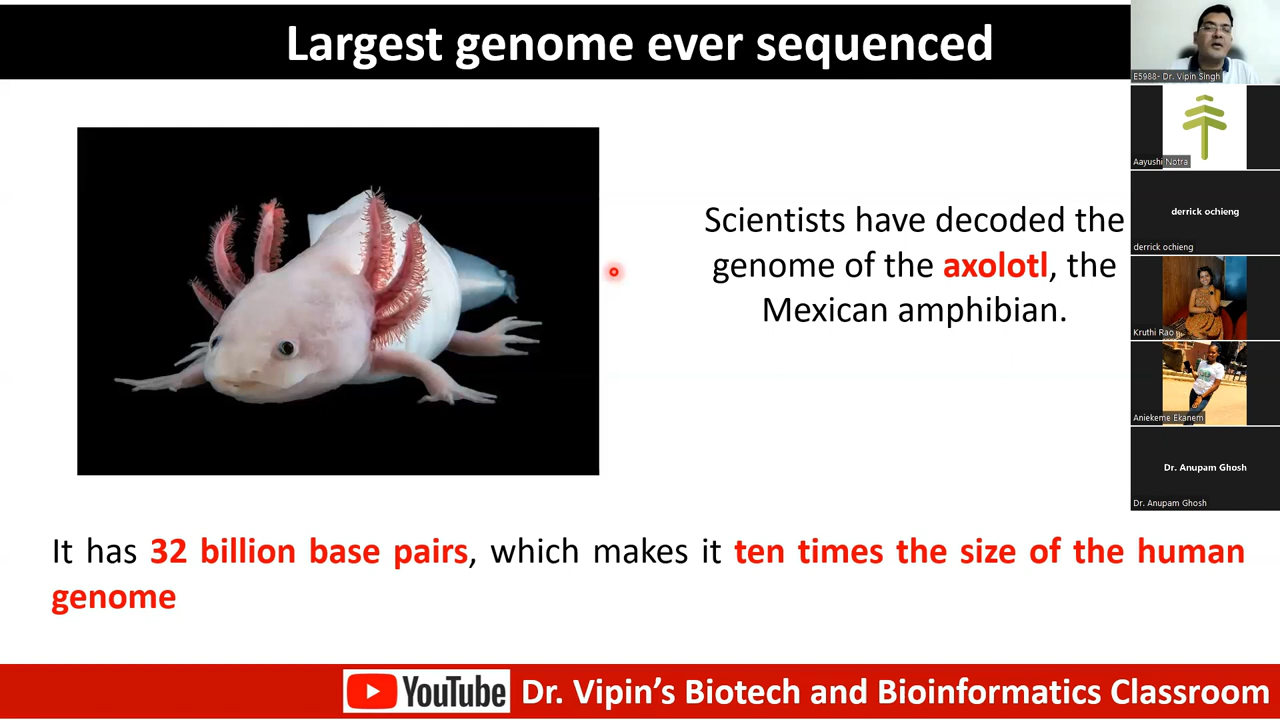 Largest genome ever sequenced
E5988- Dr. Vipin Singh
Aayushi Notra
derrick ochieng
derrick ochieng
Scientists have decoded the
genome of the axolotl, the
Mexican amphibian.
Kruthi Rao
Aniekeme Ekanem
Dr. Anupam Ghosh
Dr. Anupam Ghosh
It has 32 billion base pairs, which makes it ten times the size of the human
genome
YouTube Dr. Vipin’s Biotech and Bioinformatics Classroom